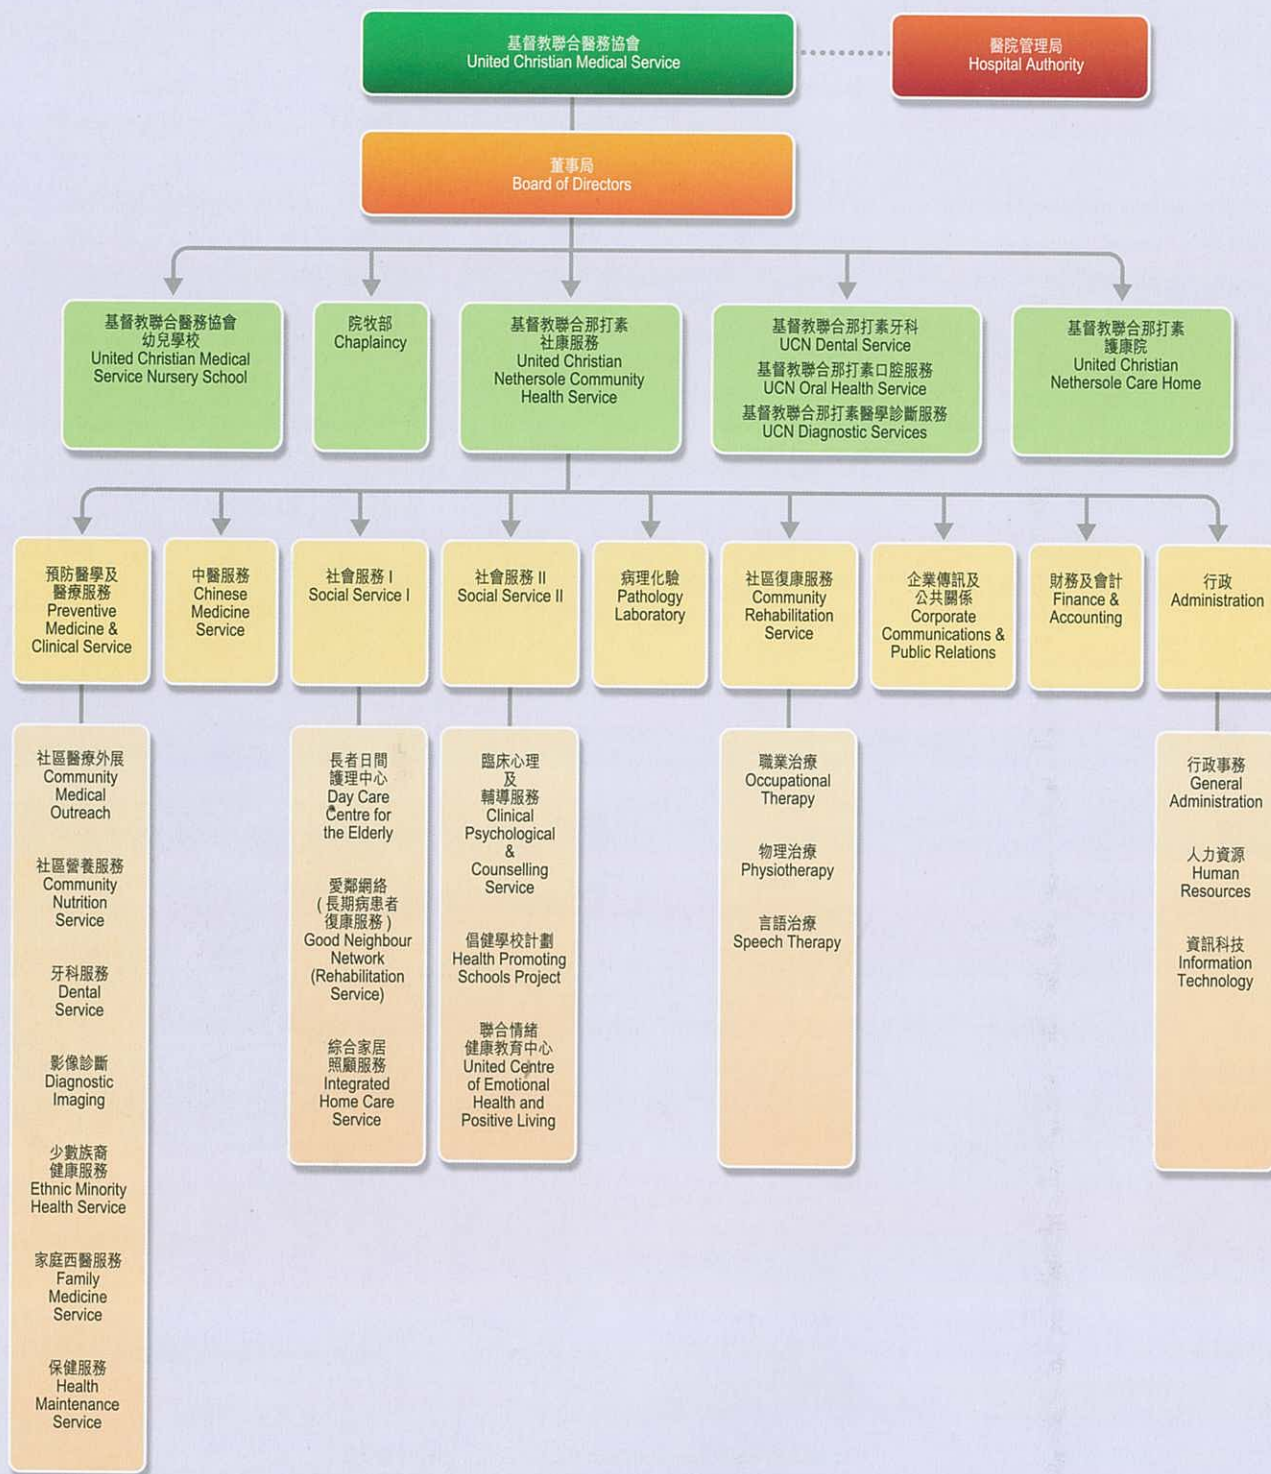 基督教聯合醫務協會
United Christian Medical Service
醫院管理局
Hospital Authority
董事局
Board of Directors
基督教聯合醫務協會
幼兒學校
United Christian Medical
Service Nursery School
院牧部
Chaplaincy
基督教聯合那打素
社康服務
United Christian
Nethersole Community
Health Service
基督教聯合那打素牙科
UCN Dental Service
基督教聯合那打素口腔服務
UCN Oral Health Service
基督教聯合那打素醫學診斷服務
UCN Diagnostic Services
基督教聯合那打素
護康院
United Christian
Nethersole Care Home
預防醫學及
醫療服務
Preventive
Medicine &
Clinical Service
中醫服務
Chinese
Medicine
Service
社會服務 I
Social Service I
社會服務 II
Social Service II
病理化驗
Pathology
Laboratory
社區復康服務
Community
Rehabilitation
Service
企業傳訊及
公共關係
Corporate
Communications &
Public Relations
財務及會計
Finance &
Accounting
行政
Administration
社區醫療外展
Community
Medical
Outreach
社區營養服務
Community
Nutrition
Service
牙科服務
Dental
Service
影像診斷
Diagnostic
Imaging
少數族裔
健康服務
Ethnic Minority
Health Service
家庭西醫服務
Family
Medicine
Service
保健服務
Health
Maintenance
Service
長者日間
護理中心
Day Care
Centre for
the Elderly
愛鄰網絡
( 長期病患者
復康服務 )
Good Neighbour
Network
(Rehabilitation
Service)
綜合家居
照顧服務
Integrated
Home Care
Service
臨床心理
及
輔導服務
Clinical
Psychological
&
Counselling
Service
倡健學校計劃
Health Promoting
Schools Project
聯合情緒
健康教育中心
United Centre
of Emotional
Health and
Positive Living
職業治療
Occupational
Therapy
物理治療
Physiotherapy
言語治療
Speech Therapy
行政事務
General
Administration
人力資源
Human
Resources
資訊科技
Information
Technology